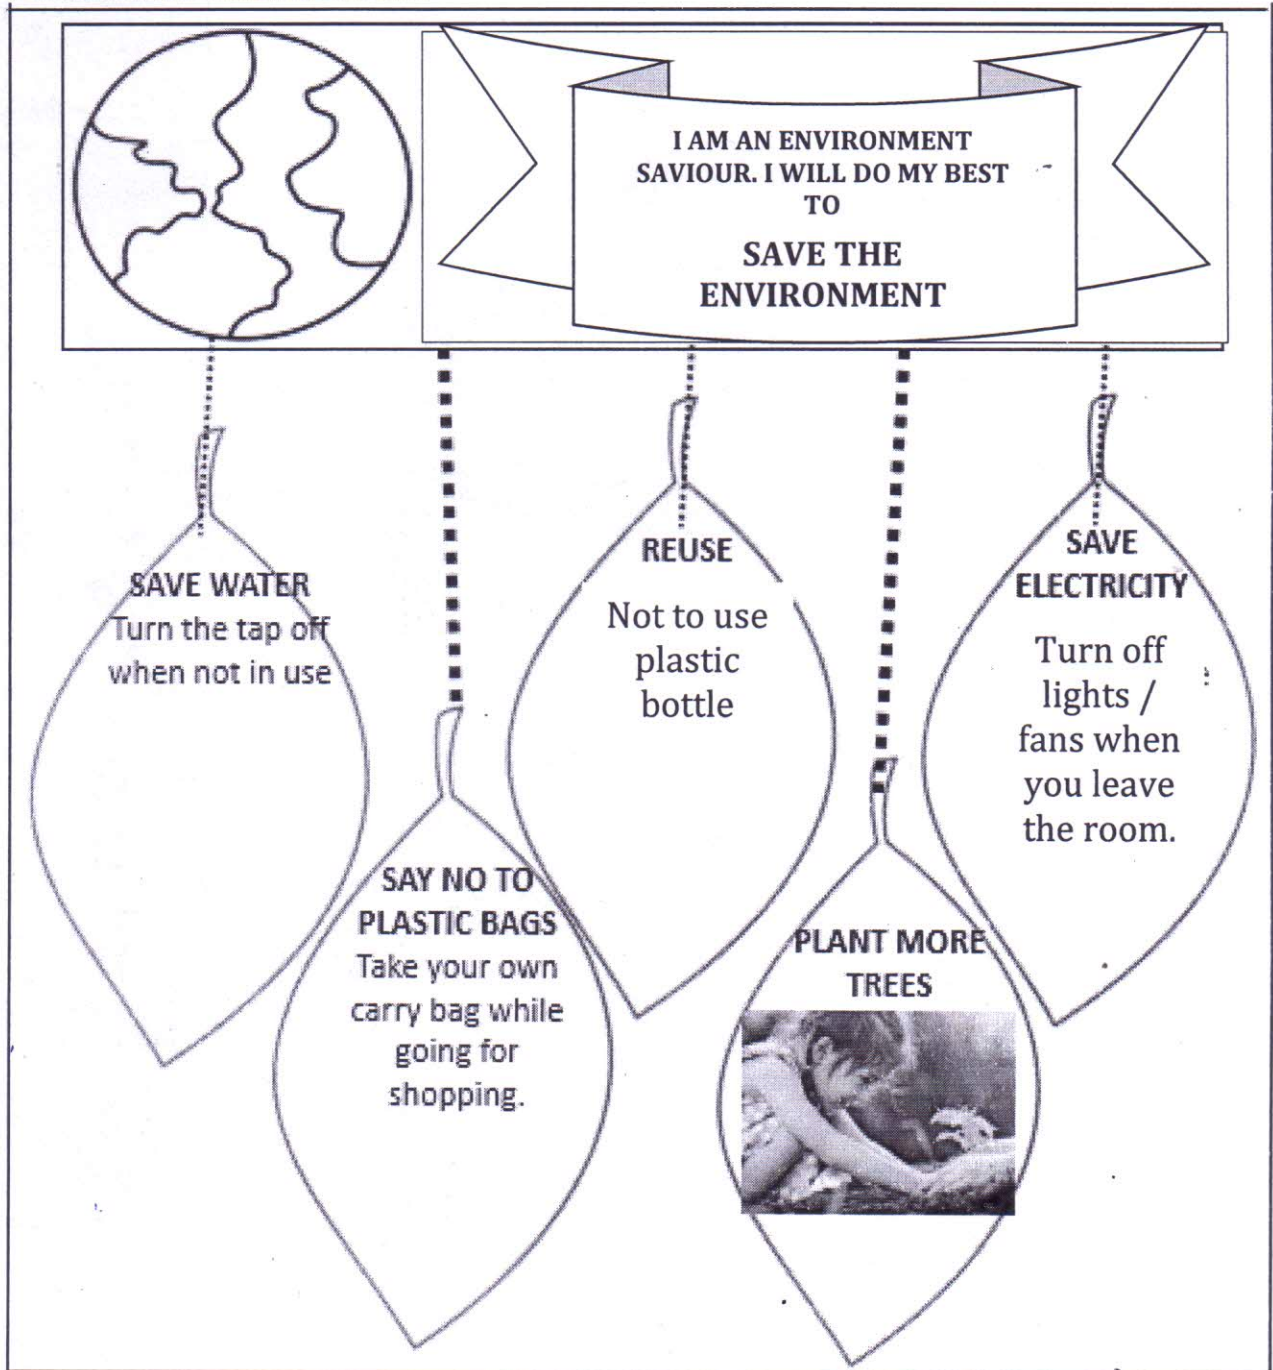 I AM AN ENVIRONMENT
SAVIOUR. I WILL DO MY BEST
TO
SAVE THE
ENVIRONMENT
SAVE WATER
Turn the tap off
when not in use
SAY NO TO
PLASTIC BAGS
Take your own
carry bag while
going for
shopping.
REUSE
Not to use
plastic
bottle
PLANT MORE
TREES
SAVE
ELECTRICITY
Turn off
lights /
fans when
you leave
the room.